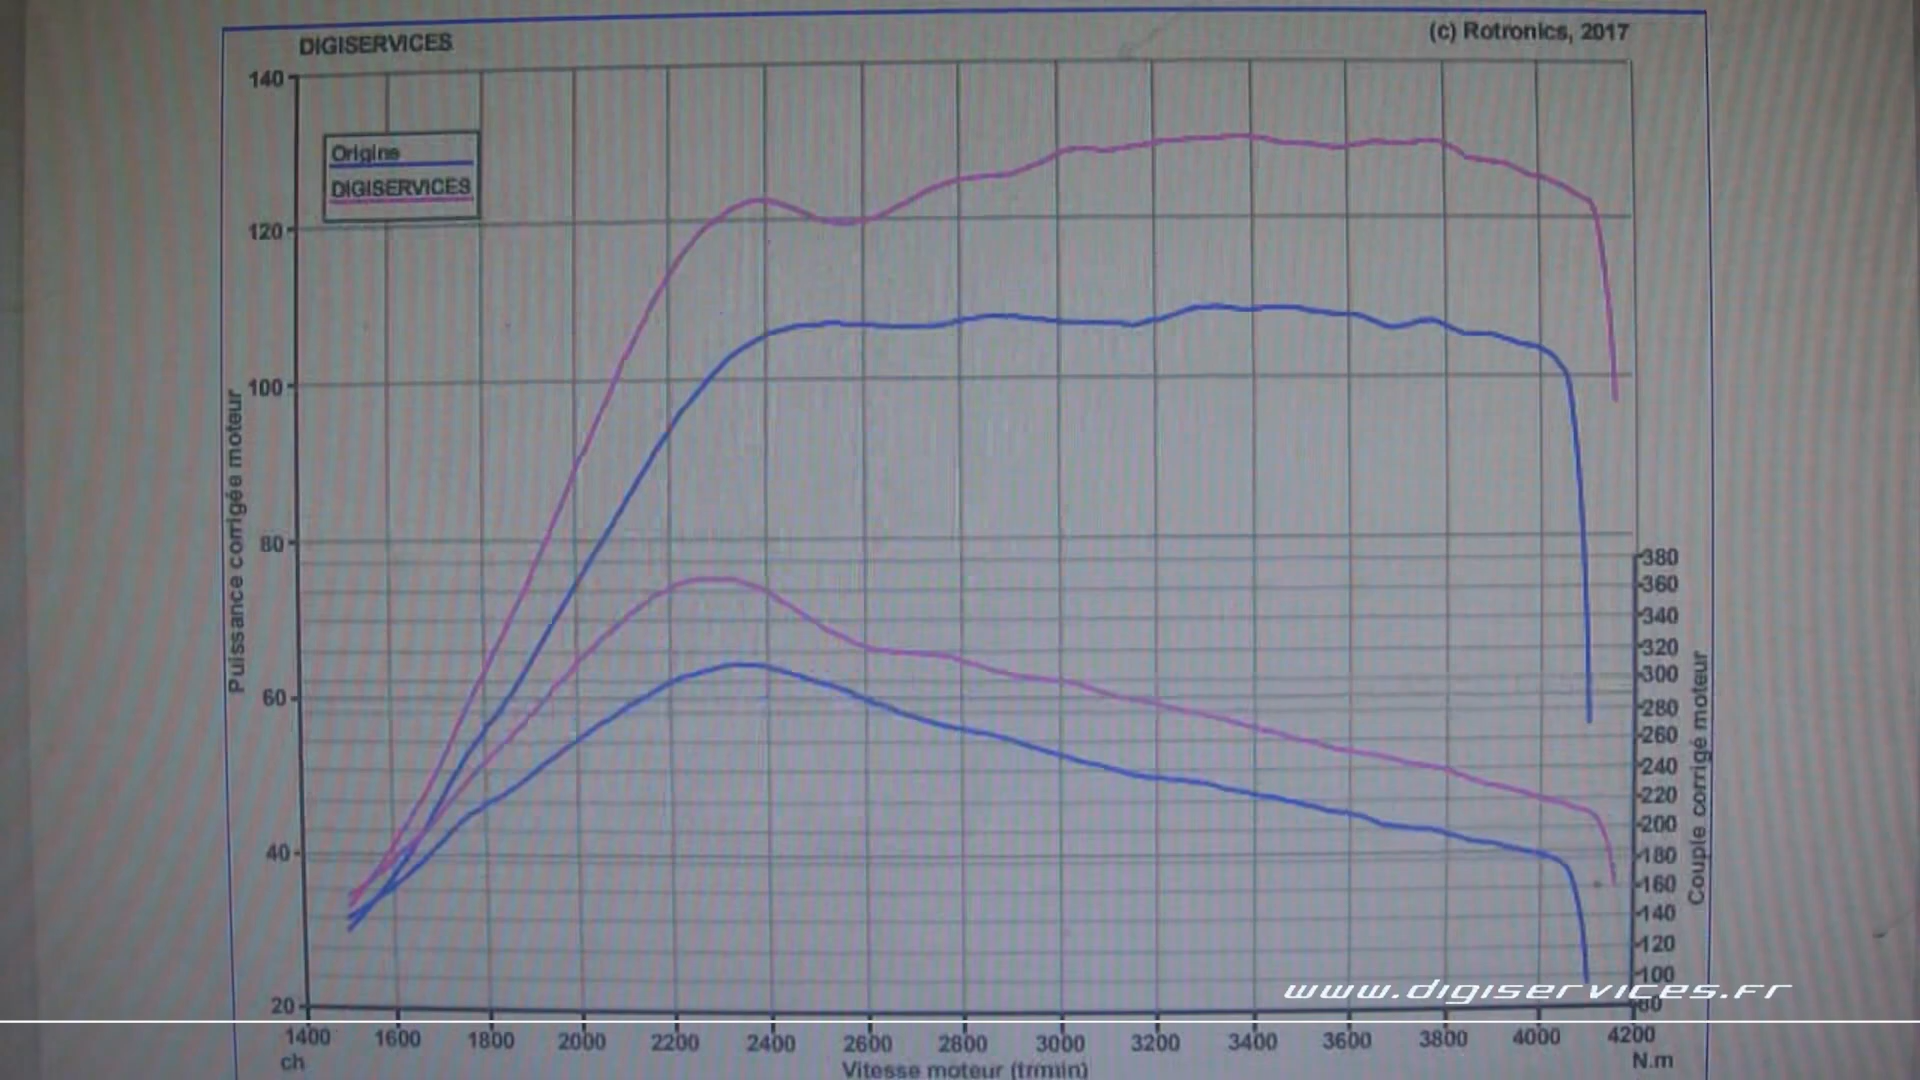 DIGISERVICES
(c) Rotronics, 2017
140
120
100
80
60
40
20
Origine
DIGISERVICES
Puissance corrigée moteur
380
360
340
320
300
280
260
240
220
200
180
160
140
120
100
80
Couple corrigé moteur
www.digiservices.fr
1400 1600 1800 2000 2200 2400 2600 2800 3000 3200 3400 3600 3800 4000 4200
ch
Vitesse moteur (tr/min)
N.m